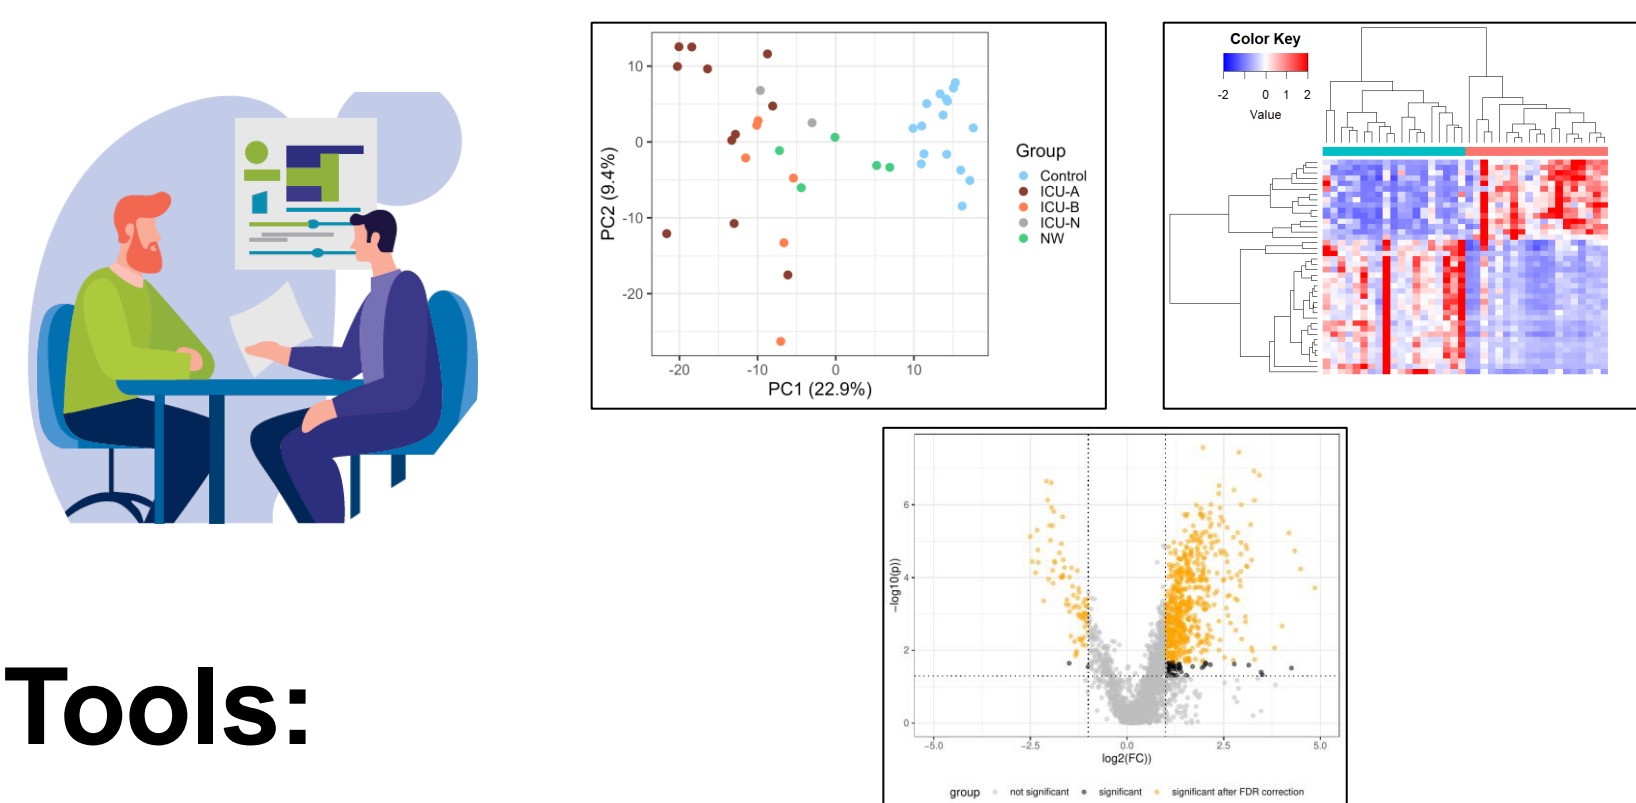 10
0
-10
-20
PC2 (9.4%)
-20 -10 0 10
PC1 (22.9%)
Group
Control
ICU-A
ICU-B
ICU-N
NW
Color Key
-2 0 1 2
Value
6
4
2
0
−log10(p))
−5.0 −2.5 0.0 2.5 5.0
log2(FC))
group not significant significant significant after FDR correction
Tools: